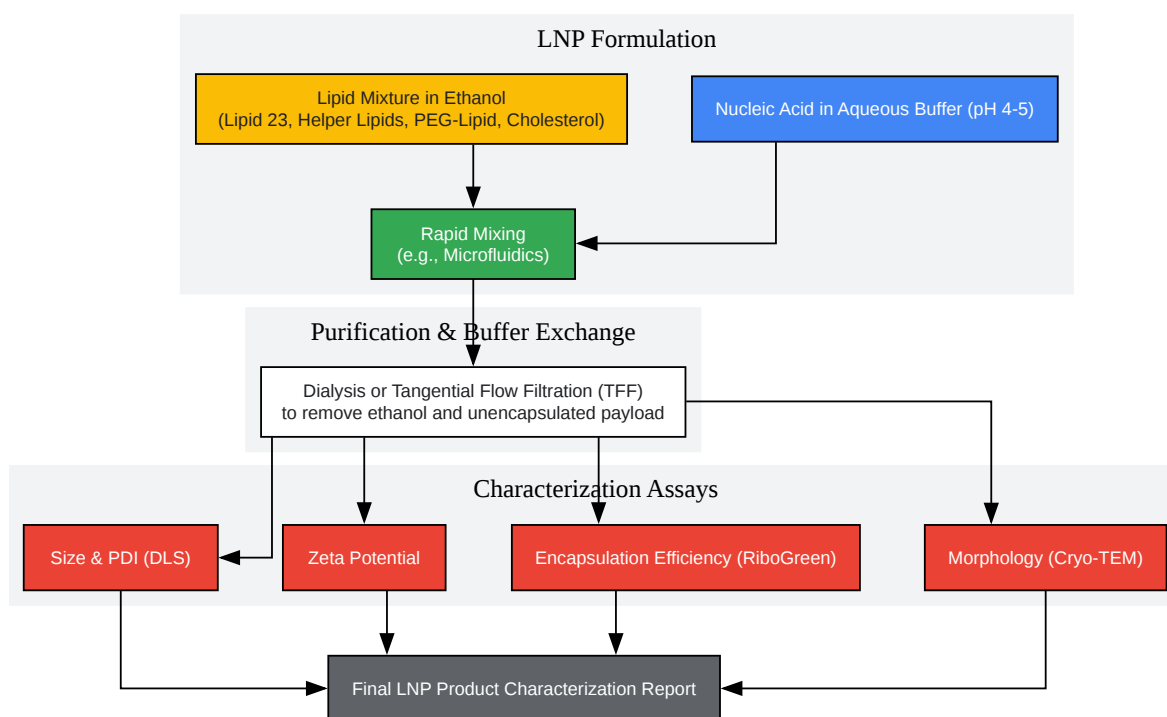 LNP Formulation
Lipid Mixture in Ethanol
(Lipid 23, Helper Lipids, PEG-Lipid, Cholesterol)
Nucleic Acid in Aqueous Buffer (pH 4-5)
Rapid Mixing
(e.g., Microfluidics)
Purification & Buffer Exchange
Dialysis or Tangential Flow Filtration (TFF)
to remove ethanol and unencapsulated payload
Characterization Assays
Size & PDI (DLS)
Zeta Potential
Encapsulation Efficiency (RiboGreen)
Morphology (Cryo-TEM)
Final LNP Product Characterization Report